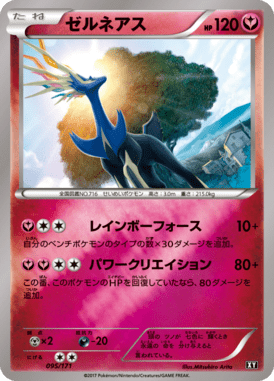 たね
ゼルネアス
HP120
全国図鑑NO.716 せいめいポケモン 高さ:3.0m 重さ:215.0kg
レインボーフォース 10+
自分のベンチポケモンのタイプの数×30ダメージを追加。
パワークリエイション 80+
このターン、このポケモンのHPを回復していたなら、80ダメージを追加。
弱点 ×2 抵抗力 -20
にげる
095/171
Illus.Mitsuhiro Arita
©2017 Pokémon/Nintendo/Creatures/GAME FREAK.